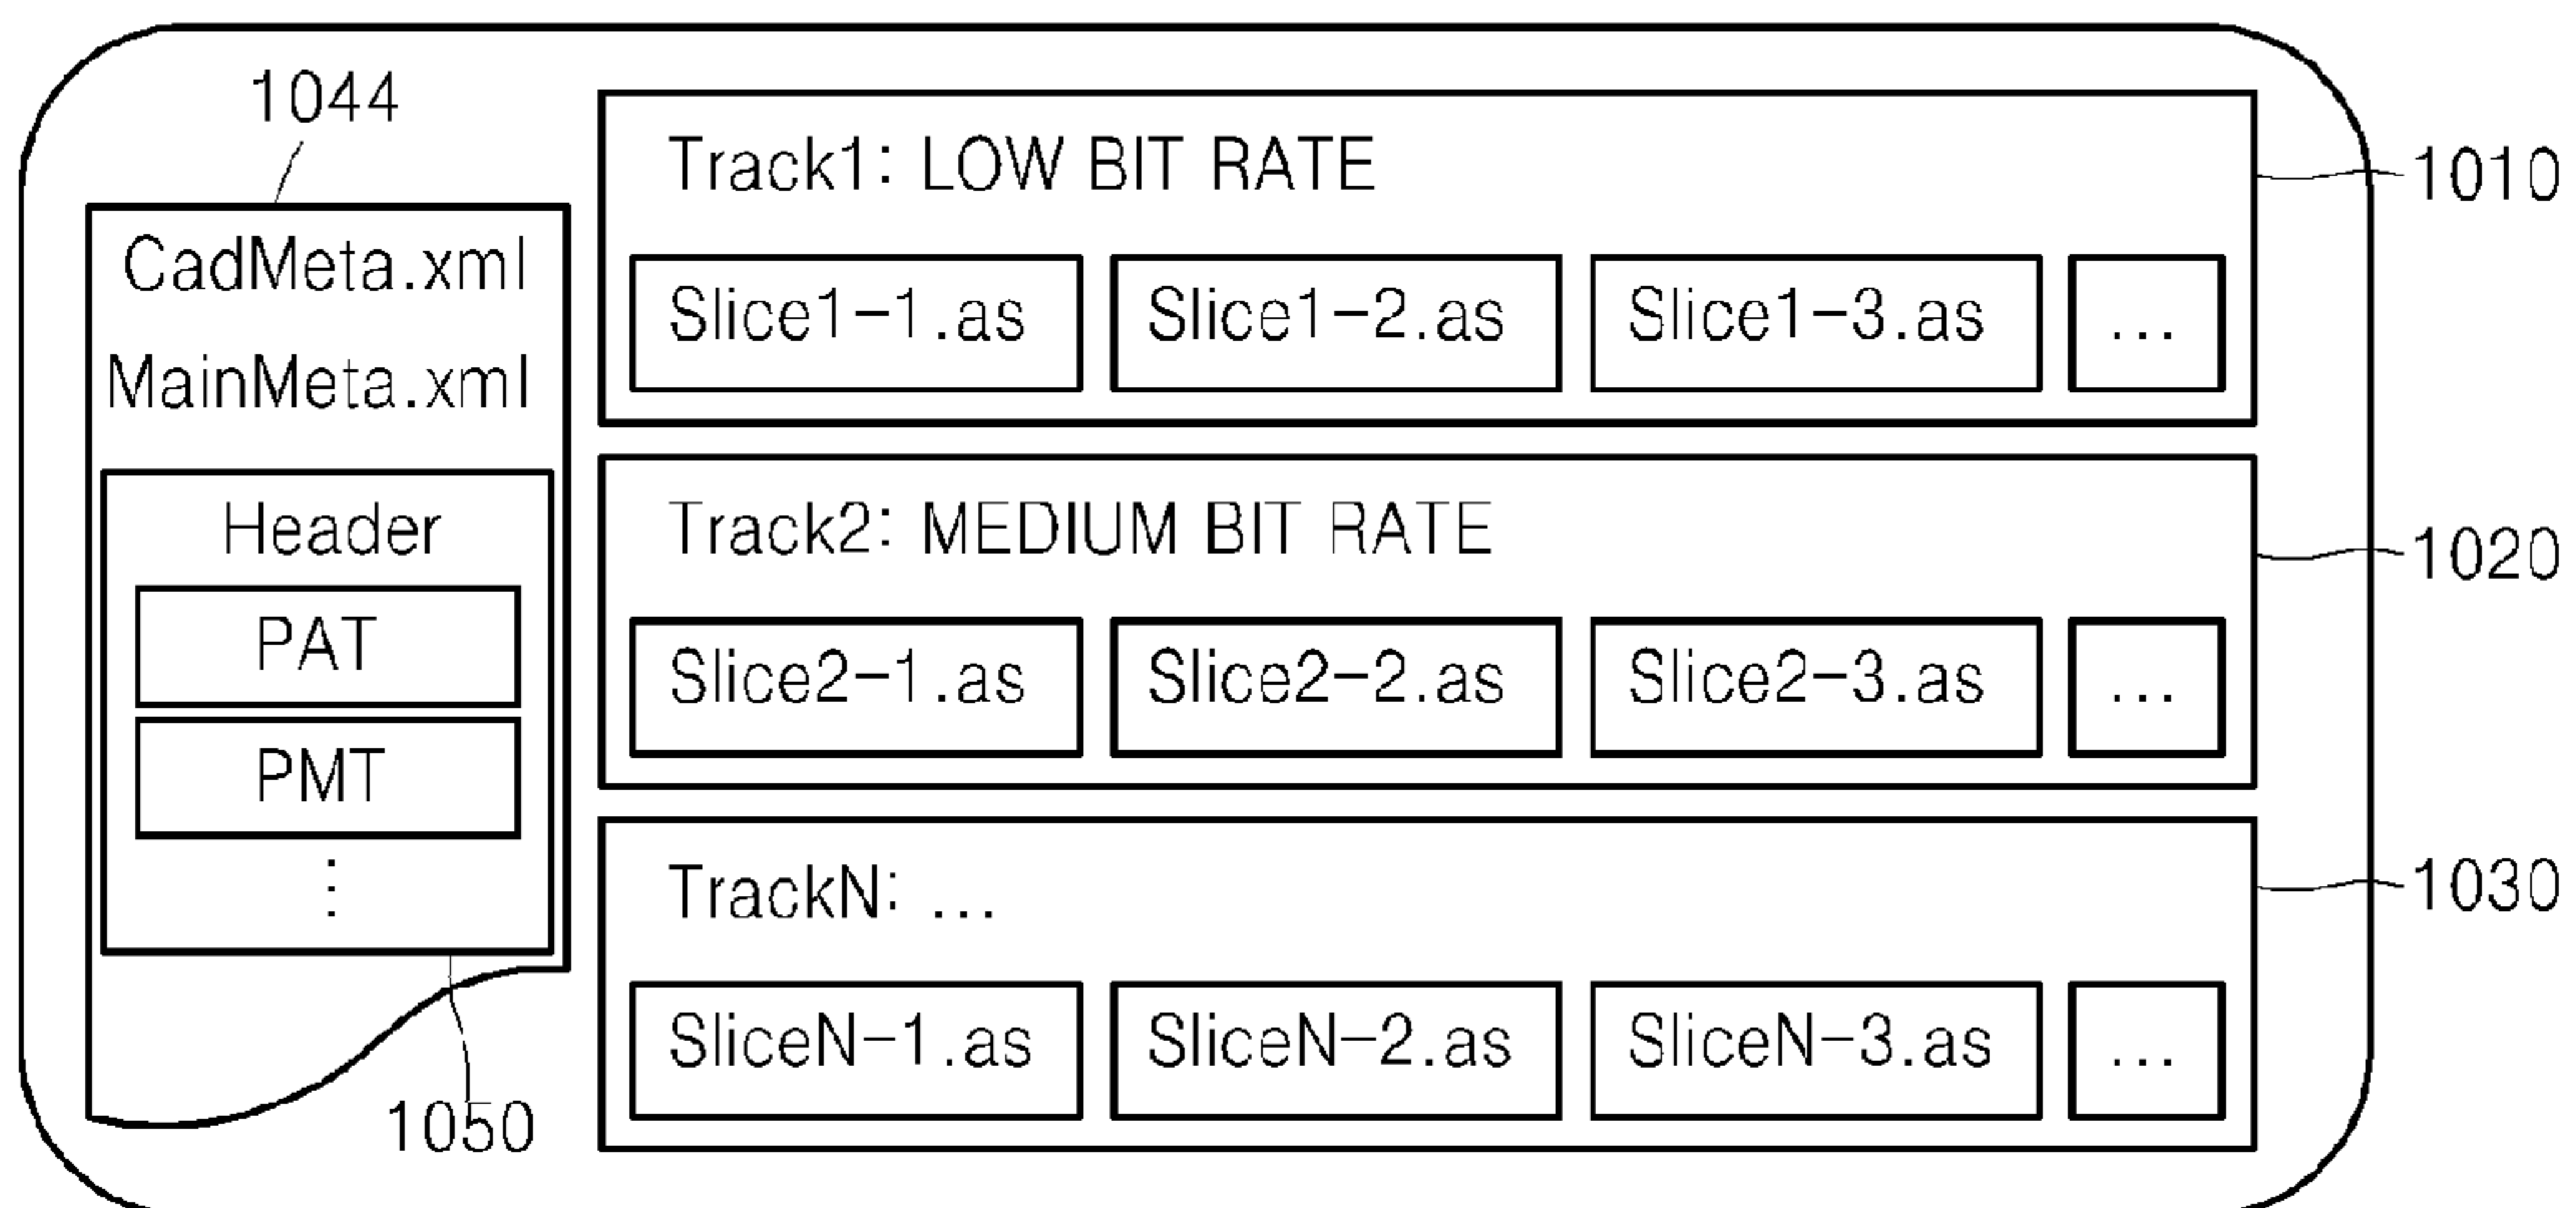 1044
CadMeta.xml
MainMeta.xml
Header
PAT
PMT
⋮
1050
Track1: LOW BIT RATE
Slice1-1.as
Slice1-2.as
Slice1-3.as
...
1010
Track2: MEDIUM BIT RATE
Slice2-1.as
Slice2-2.as
Slice2-3.as
...
1020
TrackN: ...
SliceN-1.as
SliceN-2.as
SliceN-3.as
...
1030